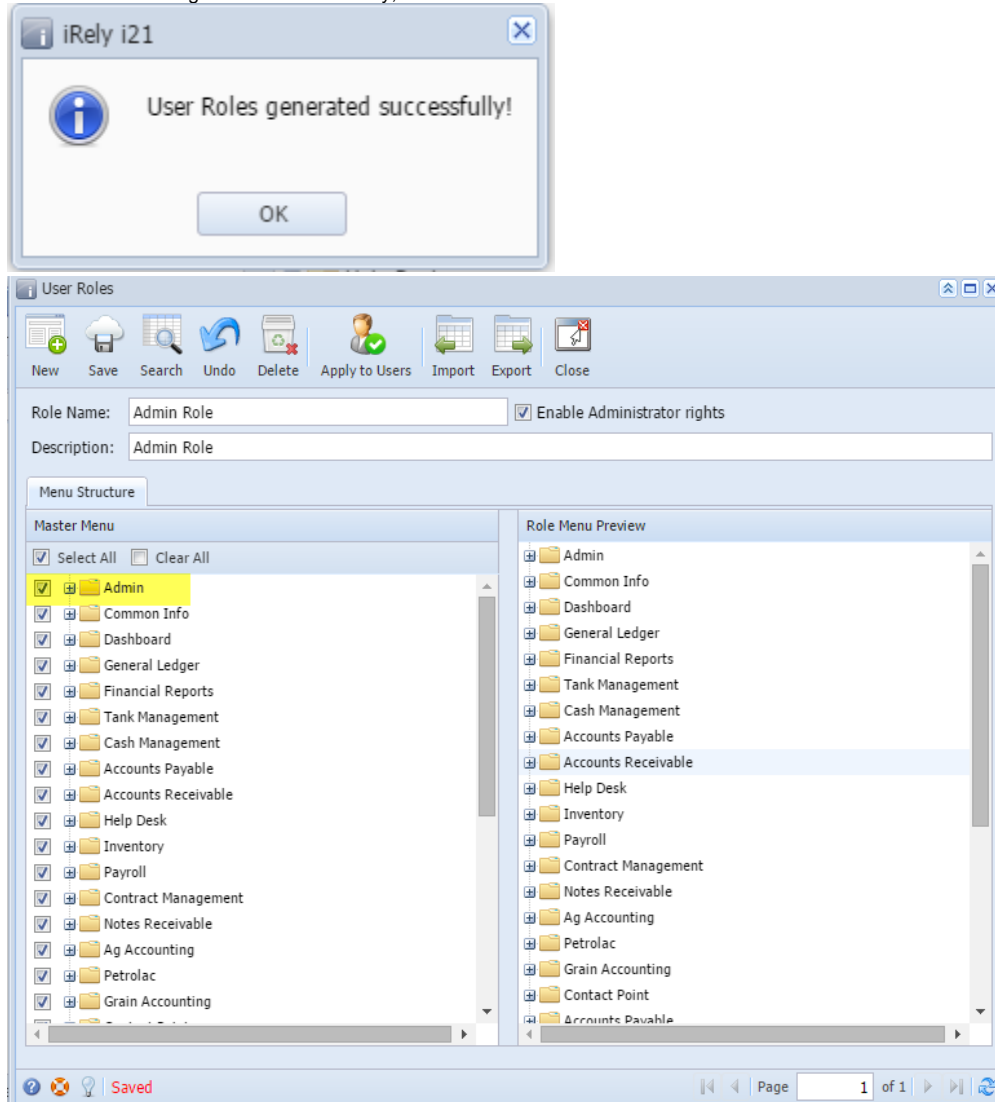 iRely i21
User Roles generated successfully!
OK
User Roles
New Save Search Undo Delete Apply to Users Import Export Close
Role Name: Admin Role Enable Administrator rights
Description: Admin Role
Menu Structure
Master Menu
Select All Clear All
Admin
Common Info
Dashboard
General Ledger
Financial Reports
Tank Management
Cash Management
Accounts Payable
Accounts Receivable
Help Desk
Inventory
Payroll
Contract Management
Notes Receivable
Ag Accounting
Petrolac
Grain Accounting
Role Menu Preview
Admin
Common Info
Dashboard
General Ledger
Financial Reports
Tank Management
Cash Management
Accounts Payable
Accounts Receivable
Help Desk
Inventory
Payroll
Contract Management
Notes Receivable
Ag Accounting
Petrolac
Grain Accounting
Contact Point
Accounts Payable
Saved
Page 1 of 1